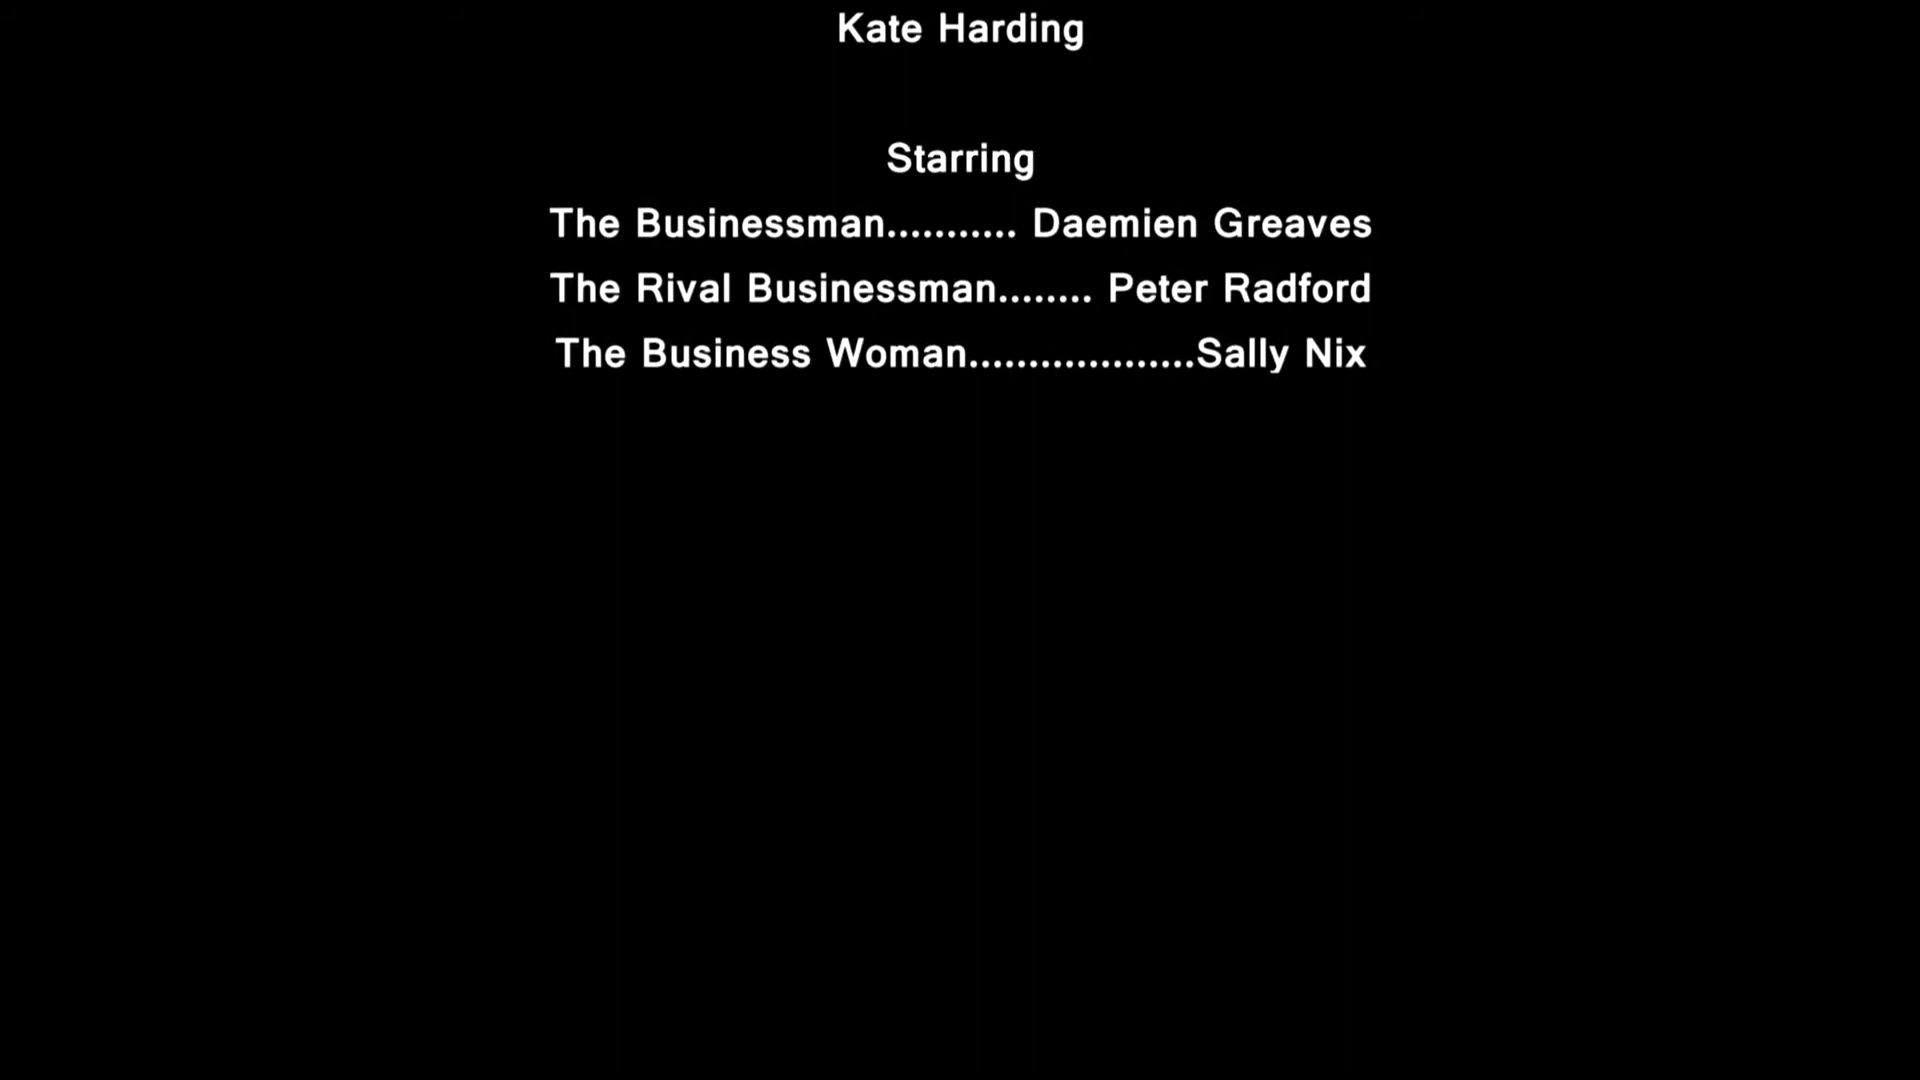 Kate Harding
Starring
The Businessman........... Daemien Greaves
The Rival Businessman........ Peter Radford
The Business Woman...................Sally Nix